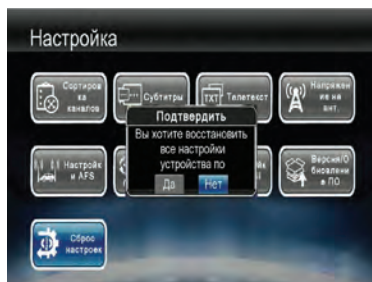 Настройка
Сортиров
ка
каналов
Субтитры
TXT
Телетекст
Напряжен
ие на
ант.
Подтвердить
Вы хотите восстановить
все настройки
устройства по
Да
Нет
Настройк
и AFS
Версия/О
бновлени
е ПО
Сброс
настроек